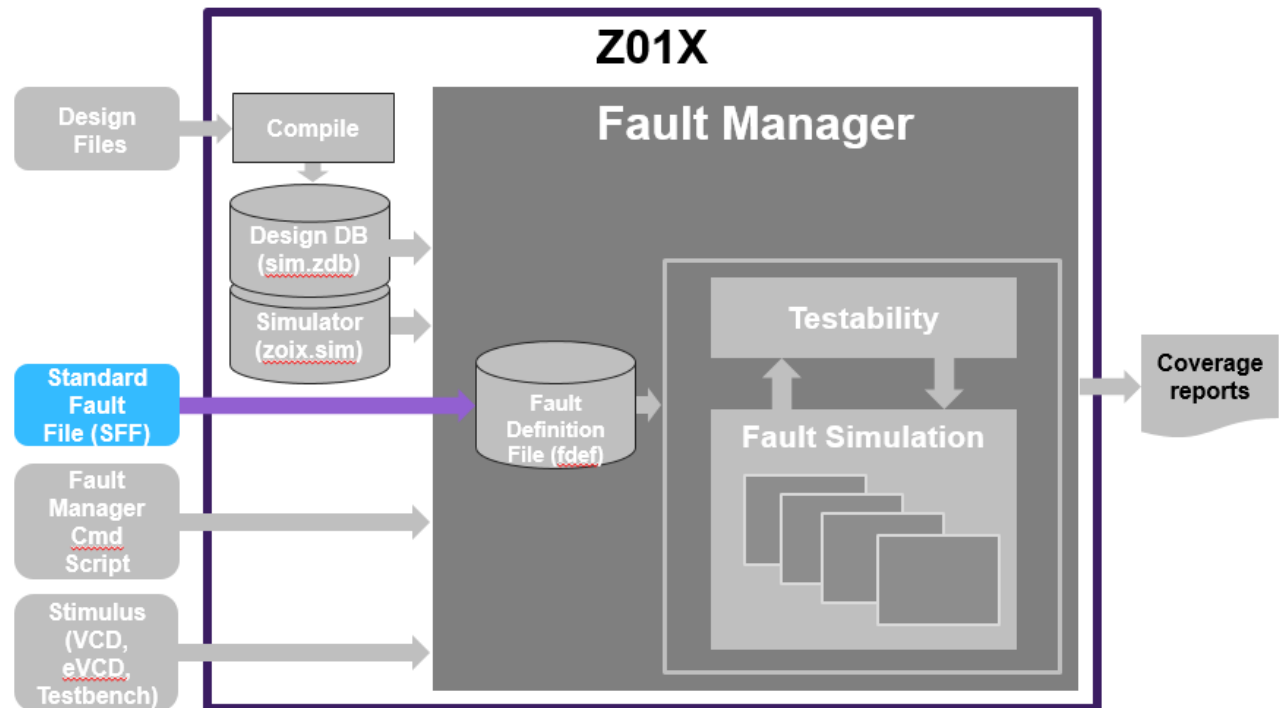 Z01X
Design
Files
Compile
Fault Manager
Design DB
(sim.zdb)
Simulator
(zoix.sim)
Testability
Standard
Fault
File (SFF)
Fault
Definition
File (fdef)
Fault Simulation
Coverage
reports
Fault
Manager
Cmd
Script
Stimulus
(VCD,
eVCD,
Testbench)